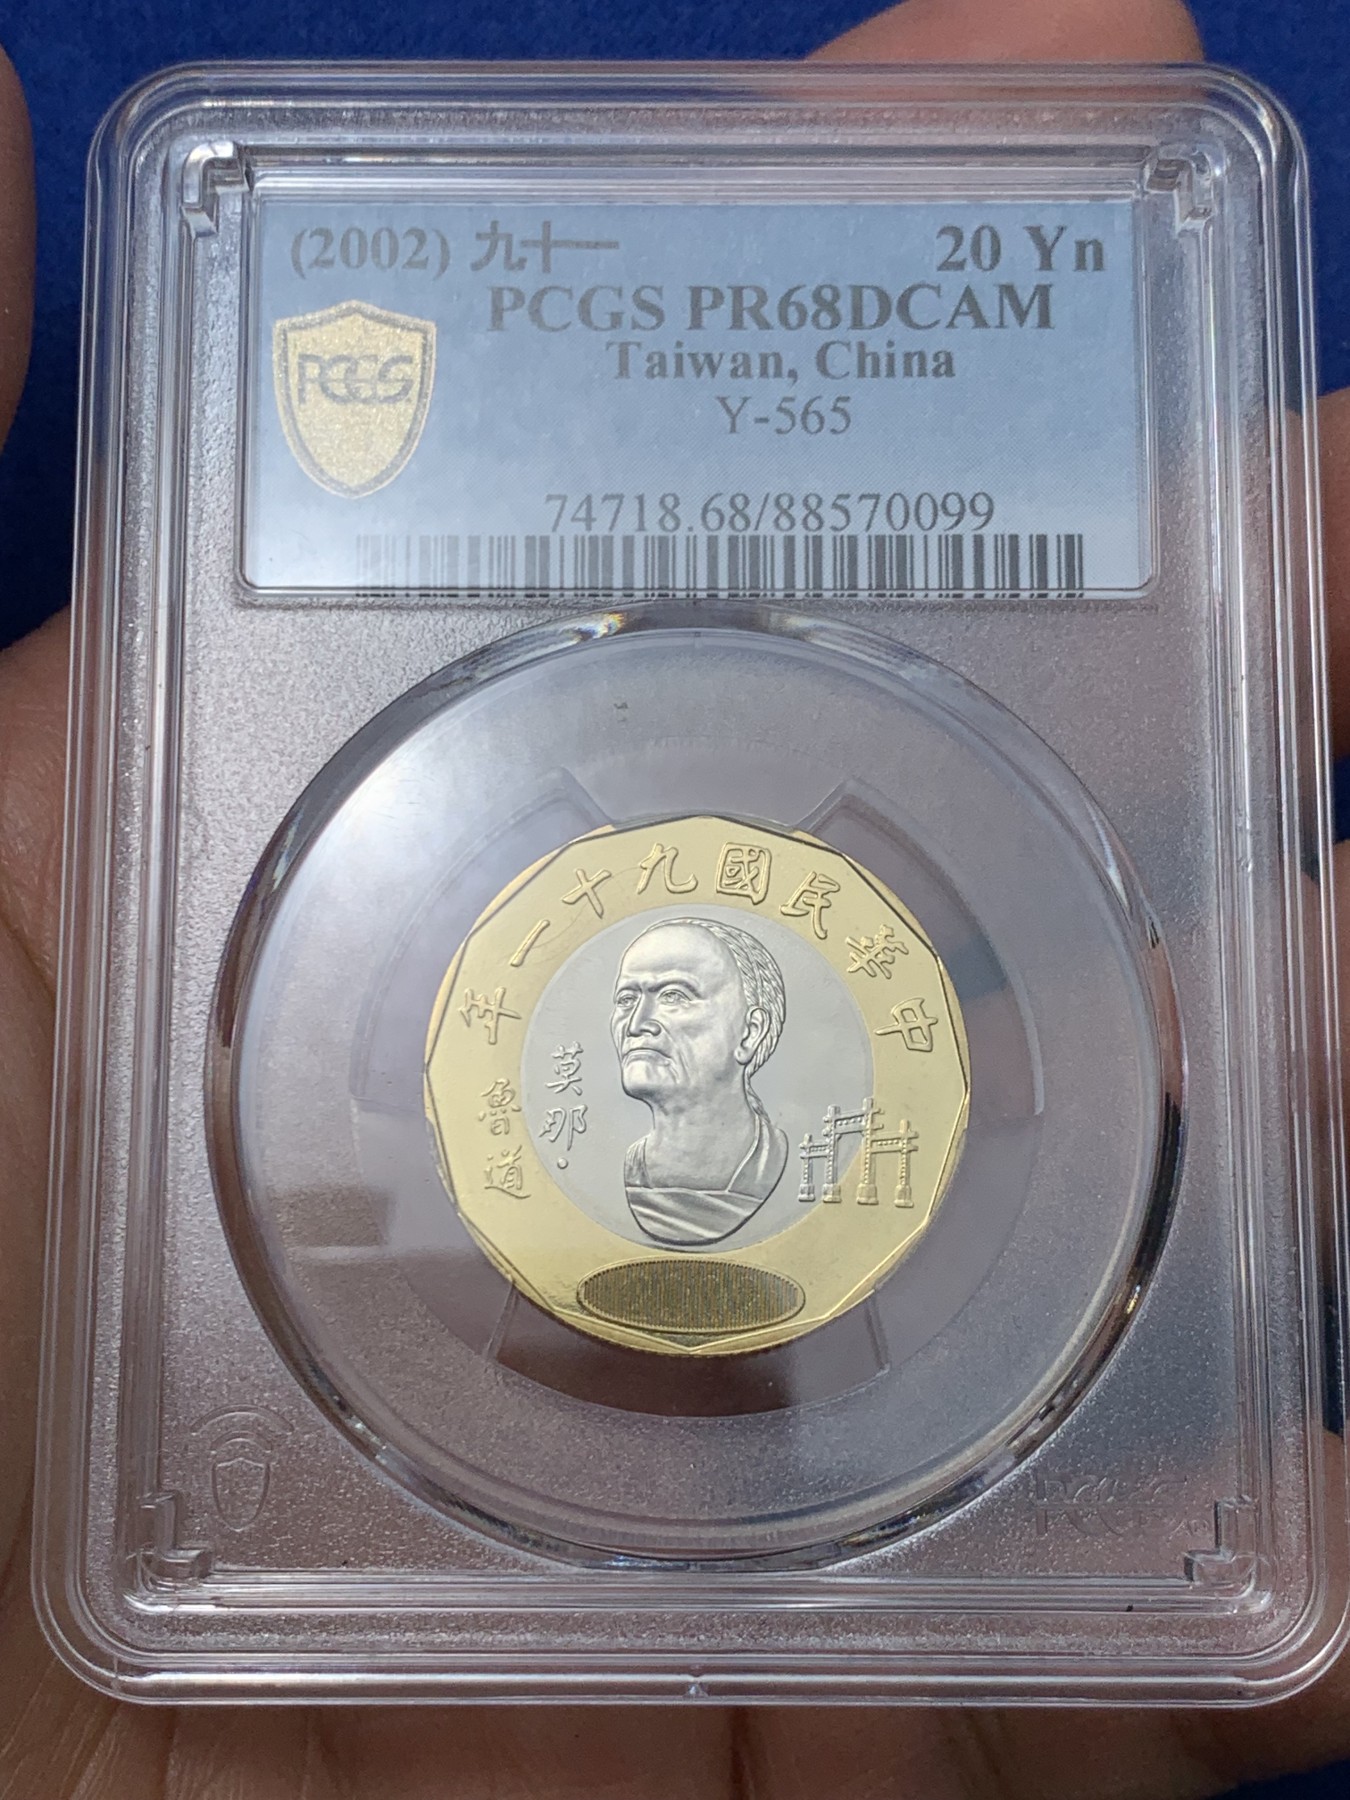 (2002) 九十一 20 Yn
PCGS PR68DCAM
Taiwan, China
Y-565
PCGS
74718.68/88570099
中華民國九十一年
莫那·
魯道
PCGS